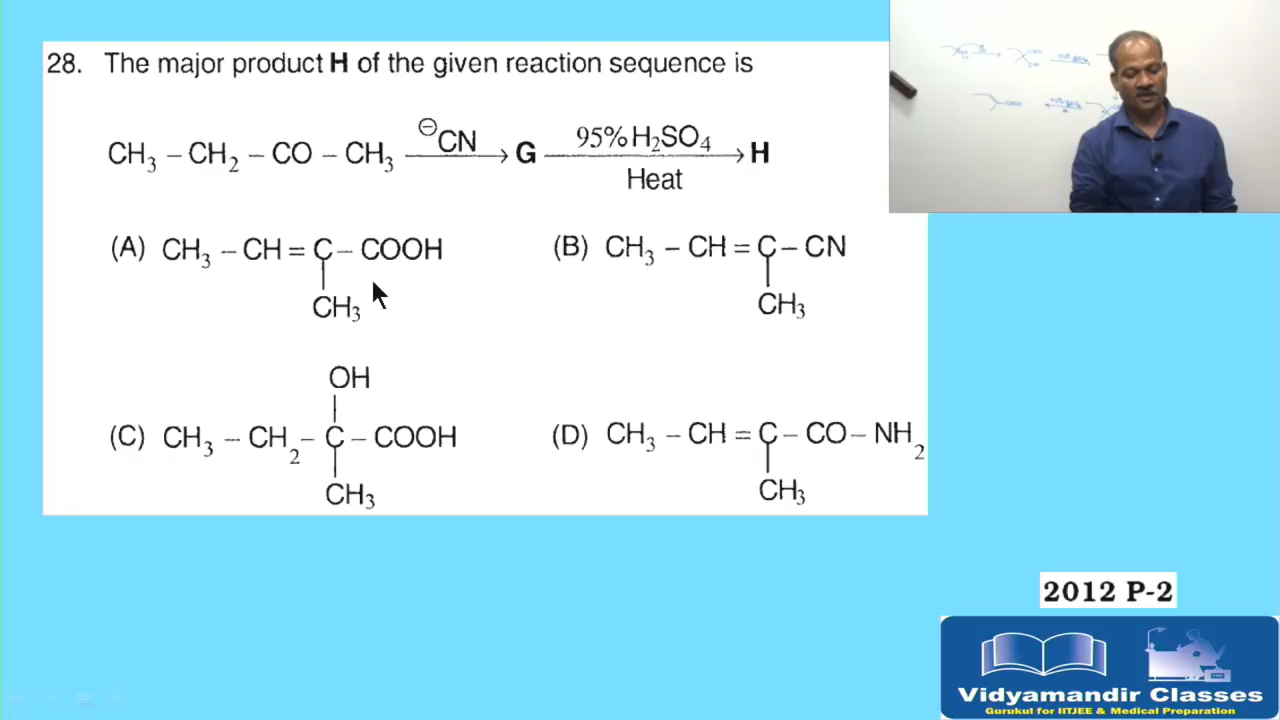 28. The major product H of the given reaction sequence is
CH₃ – CH₂ – CO – CH₃ ⊖CN → G 95% H₂SO₄ Heat → H
(A) CH₃ – CH = C – COOH
CH₃
(B) CH₃ – CH = C – CN
CH₃
OH
(C) CH₃ – CH₂ – C – COOH
CH₃
(D) CH₃ – CH = C – CO – NH₂
CH₃
2012 P-2
Vidyamandir Classes
Gurukul for IITJEE & Medical Preparation